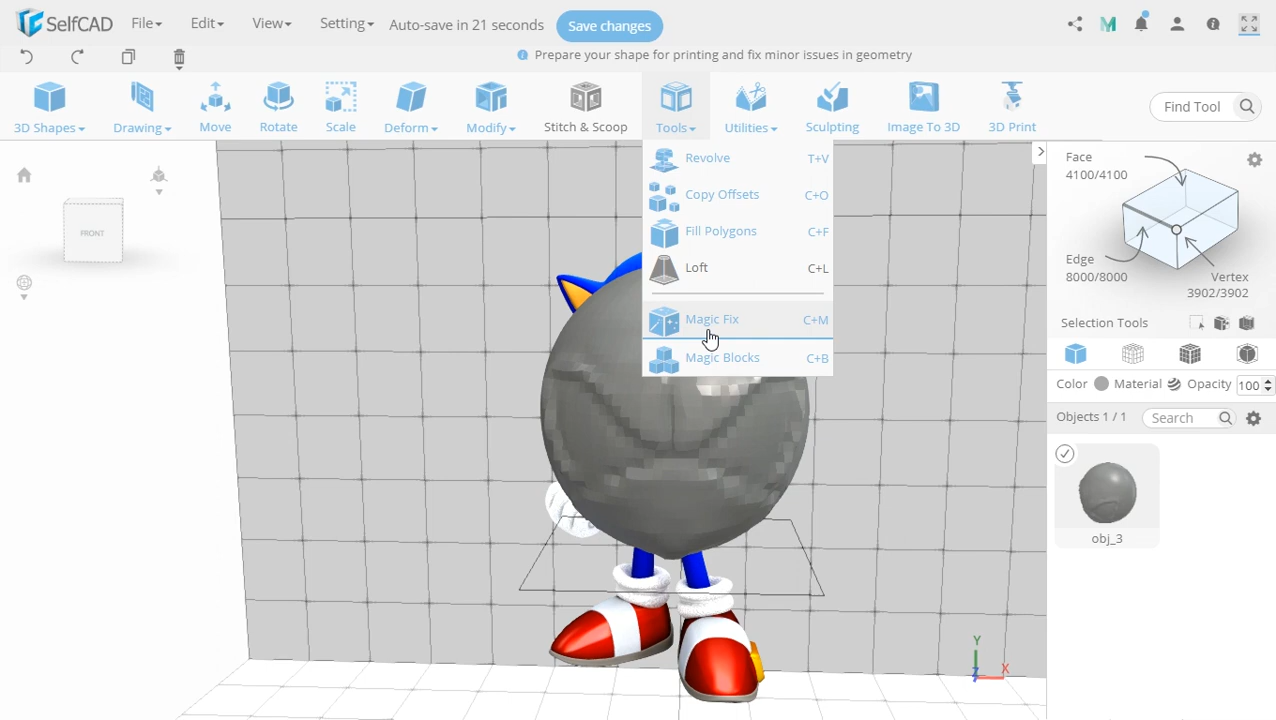 SelfCAD File Edit View Setting Auto-save in 21 seconds Save changes
Prepare your shape for printing and fix minor issues in geometry
3D Shapes Drawing Move Rotate Scale Deform Modify Stitch & Scoop Tools Utilities Sculpting Image To 3D 3D Print Find Tool
Revolve T+V
Copy Offsets C+O
Fill Polygons C+F
Loft C+L
Magic Fix C+M
Magic Blocks C+B
FRONT
Face
4100/4100
Edge
8000/8000
Vertex
3902/3902
Selection Tools
Color Material Opacity 100
Objects 1 / 1 Search
obj_3
Y
X
Z